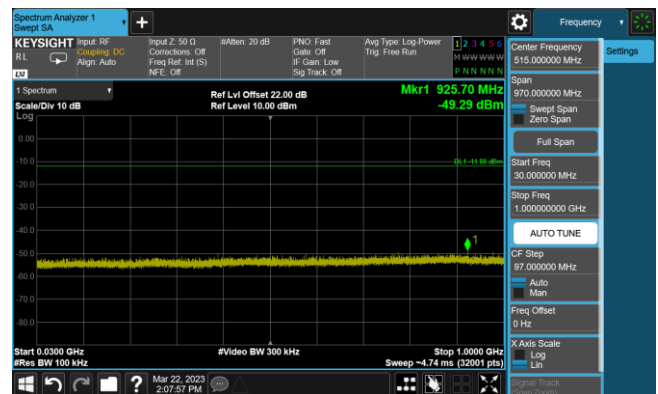 Spectrum Analyzer 1
Swept SA
+
Frequency
KEYSIGHT
R L
LXI
Input: RF
Coupling: DC
Align: Auto
Input Z: 50 Ω
Corrections: Off
Freq Ref: Int (S)
NFE: Off
#Atten: 20 dB
PNO: Fast
Gate: Off
IF Gain: Low
Sig Track: Off
Avg Type: Log-Power
Trig: Free Run
1 2 3 4 5 6
M W W W W W
P N N N N N
Center Frequency
515.000000 MHz
Settings
Span
970.000000 MHz
Swept Span
Zero Span
Full Span
Start Freq
30.000000 MHz
Stop Freq
1.000000000 GHz
AUTO TUNE
CF Step
97.000000 MHz
Auto
Man
Freq Offset
0 Hz
X Axis Scale
Log
Lin
Signal Track
(Span Zoom)
1 Spectrum
Scale/Div 10 dB
Log
Ref Lvl Offset 22.00 dB
Ref Level 10.00 dBm
Mkr1 925.70 MHz
-49.29 dBm
0.00
-10.0
-20.0
-30.0
-40.0
-50.0
-60.0
-70.0
-80.0
1
Start 0.0300 GHz
#Res BW 100 kHz
#Video BW 300 kHz
Stop 1.0000 GHz
Sweep ~4.74 ms (32001 pts)
?
Mar 22, 2023
2:07:57 PM